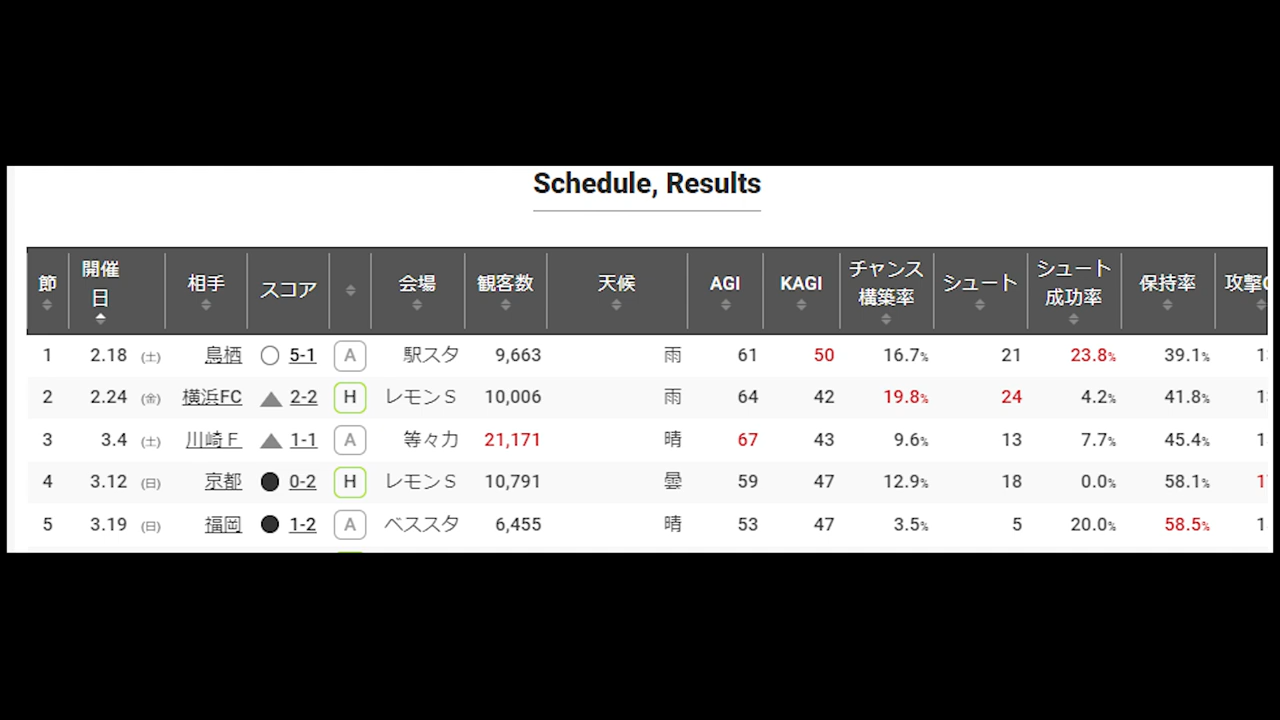 Schedule, Results
節 開催日 相手 スコア 会場 観客数 天候 AGI KAGI チャンス構築率 シュート シュート成功率 保持率 攻撃
1 2.18 (土) 鳥栖 ○ 5-1 A 駅スタ 9,663 雨 61 50 16.7% 21 23.8% 39.1%
2 2.24 (金) 横浜FC ▲ 2-2 H レモンS 10,006 雨 64 42 19.8% 24 4.2% 41.8%
3 3.4 (土) 川崎F ▲ 1-1 A 等々力 21,171 晴 67 43 9.6% 13 7.7% 45.4%
4 3.12 (日) 京都 ● 0-2 H レモンS 10,791 曇 59 47 12.9% 18 0.0% 58.1%
5 3.19 (日) 福岡 ● 1-2 A ベススタ 6,455 晴 53 47 3.5% 5 20.0% 58.5%